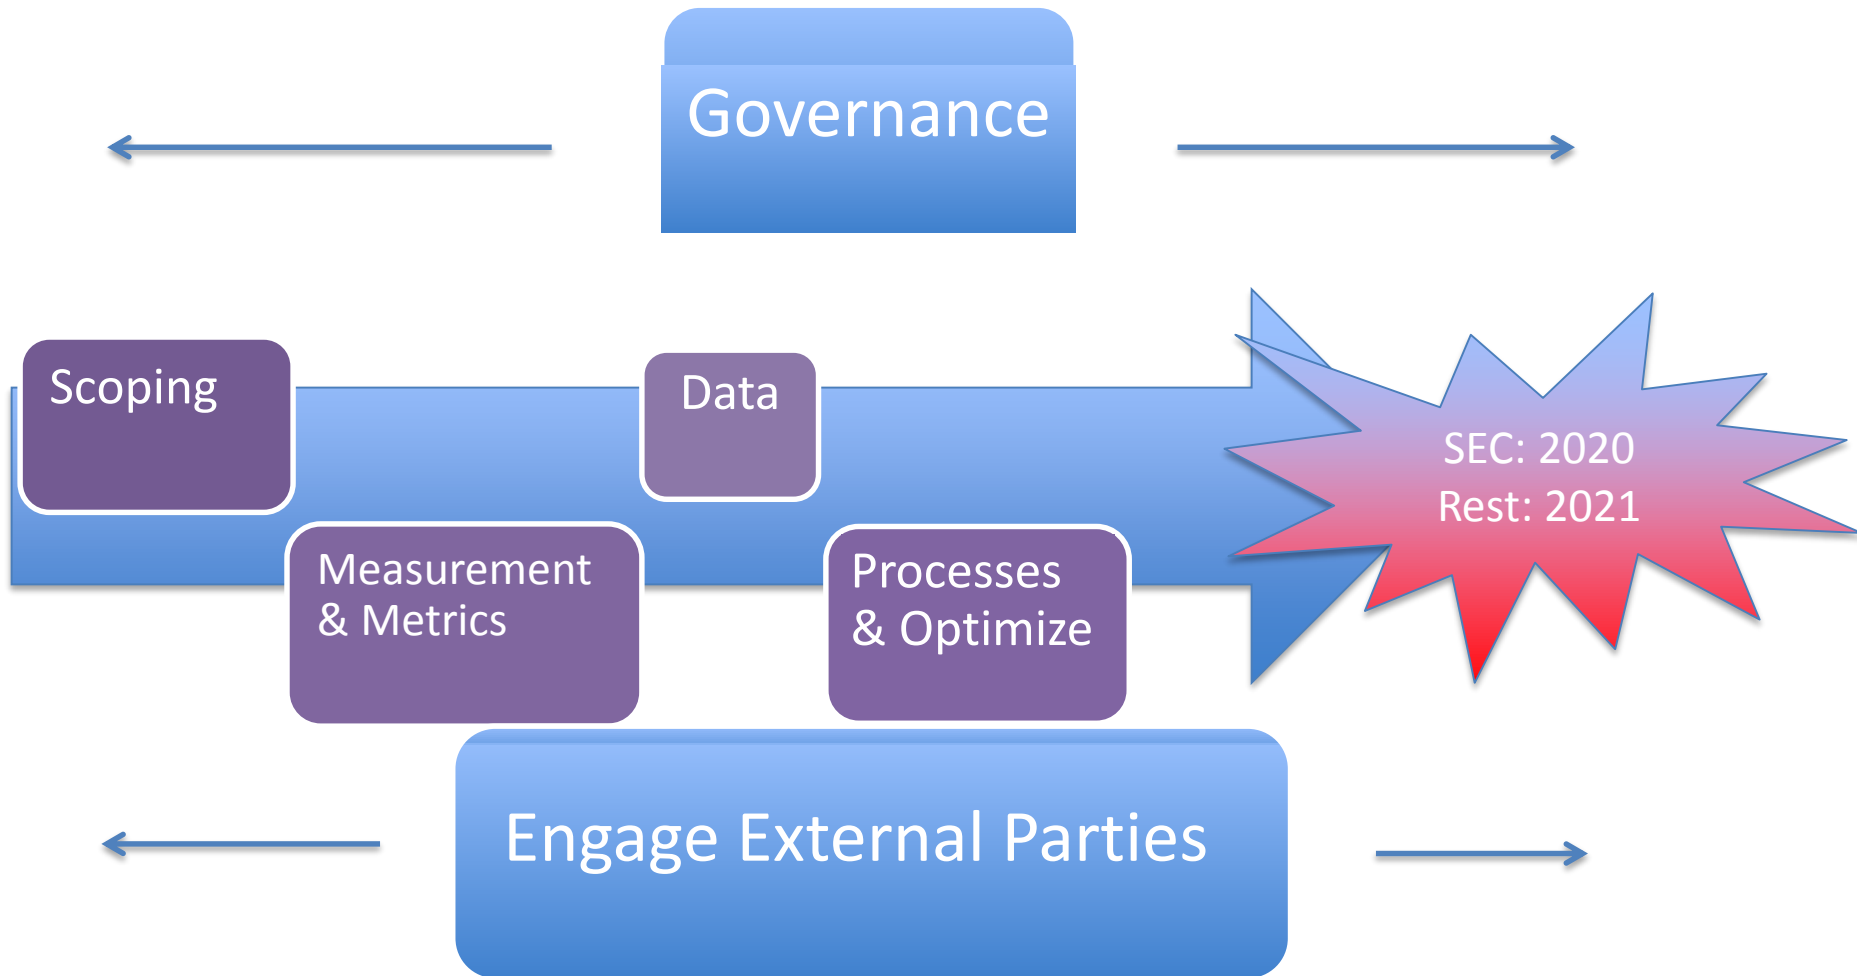 Governance
Scoping
Data
SEC: 2020
Rest: 2021
Measurement
& Metrics
Processes
& Optimize
Engage External Parties